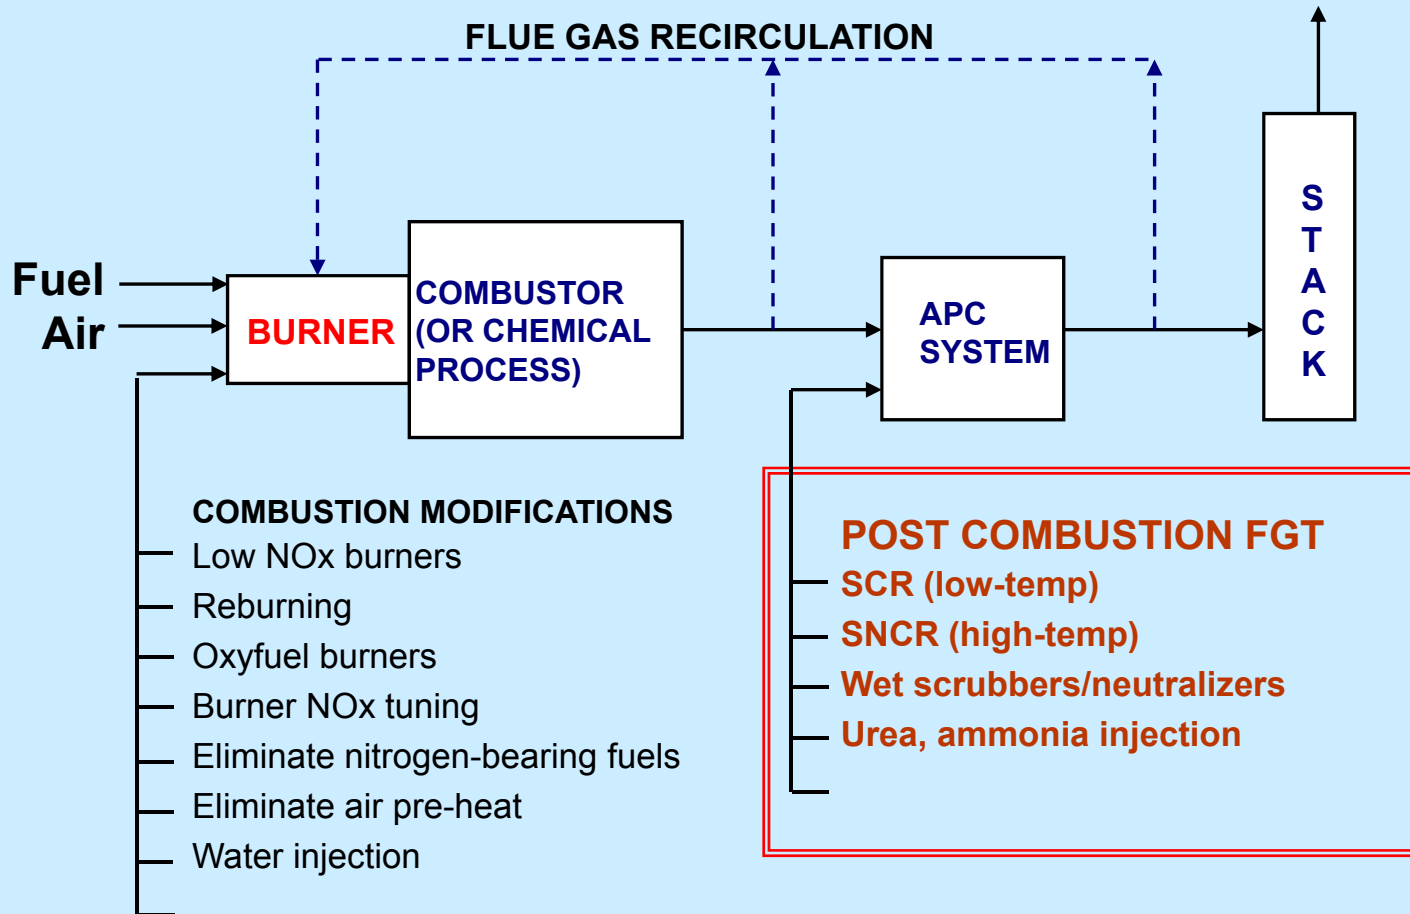 FLUE GAS RECIRCULATION
Fuel
Air
BURNER
COMBUSTOR
(OR CHEMICAL
PROCESS)
APC
SYSTEM
S
T
A
C
K
COMBUSTION MODIFICATIONS
Low NOx burners
Reburning
Oxyfuel burners
Burner NOx tuning
Eliminate nitrogen-bearing fuels
Eliminate air pre-heat
Water injection
POST COMBUSTION FGT
SCR (low-temp)
SNCR (high-temp)
Wet scrubbers/neutralizers
Urea, ammonia injection